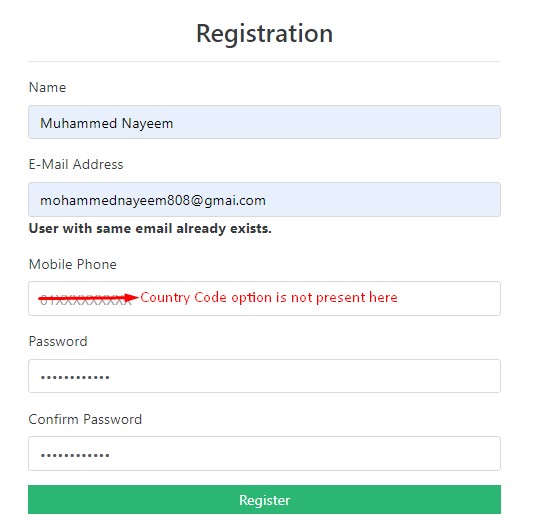 Registration
Name
Muhammed Nayeem
E-Mail Address
mohammednayeem808@gmai.com
User with same email already exists.
Mobile Phone
01XXXXXXXXX Country Code option is not present here
Password
••••••••••••
Confirm Password
••••••••••••
Register